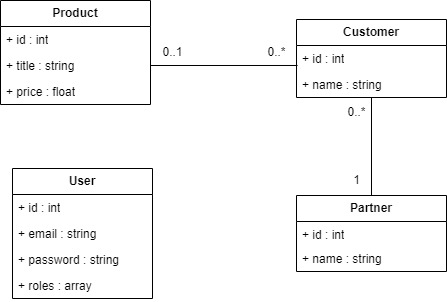 Product
+ id : int
+ title : string
+ price : float
0..1
0..*
Customer
+ id : int
+ name : string
0..*
1
User
+ id : int
+ email : string
+ password : string
+ roles : array
Partner
+ id : int
+ name : string